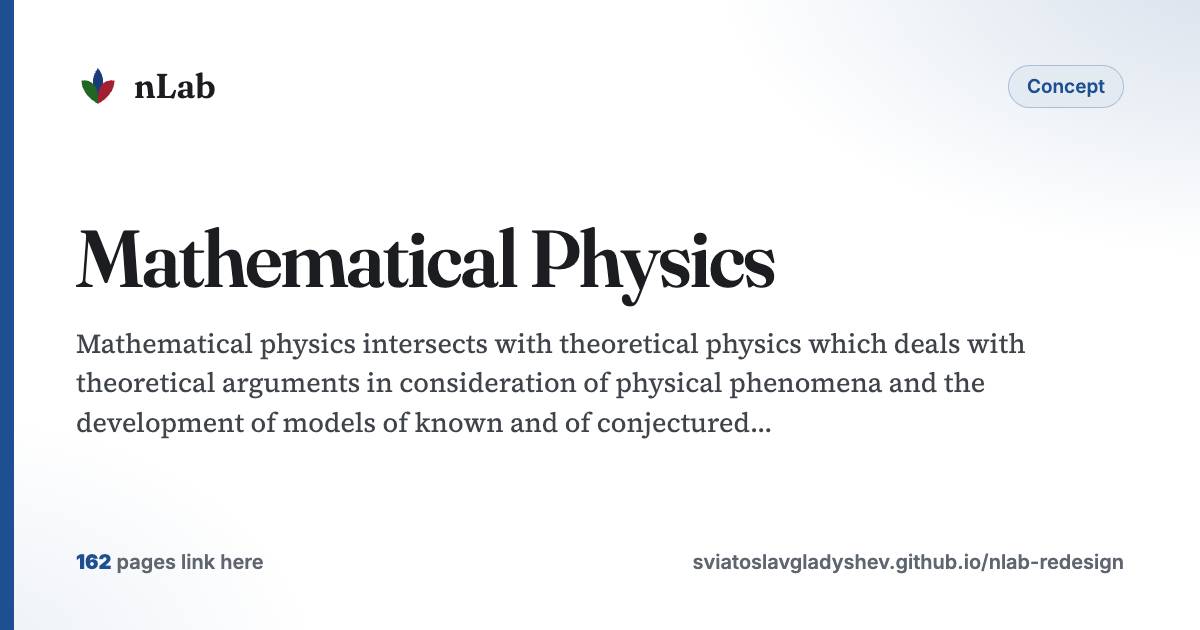 nLab
Concept
Mathematical Physics
Mathematical physics intersects with theoretical physics which deals with
theoretical arguments in consideration of physical phenomena and the
development of models of known and of conjectured...
162 pages link here
sviatoslavgladyshev.github.io/nlab-redesign